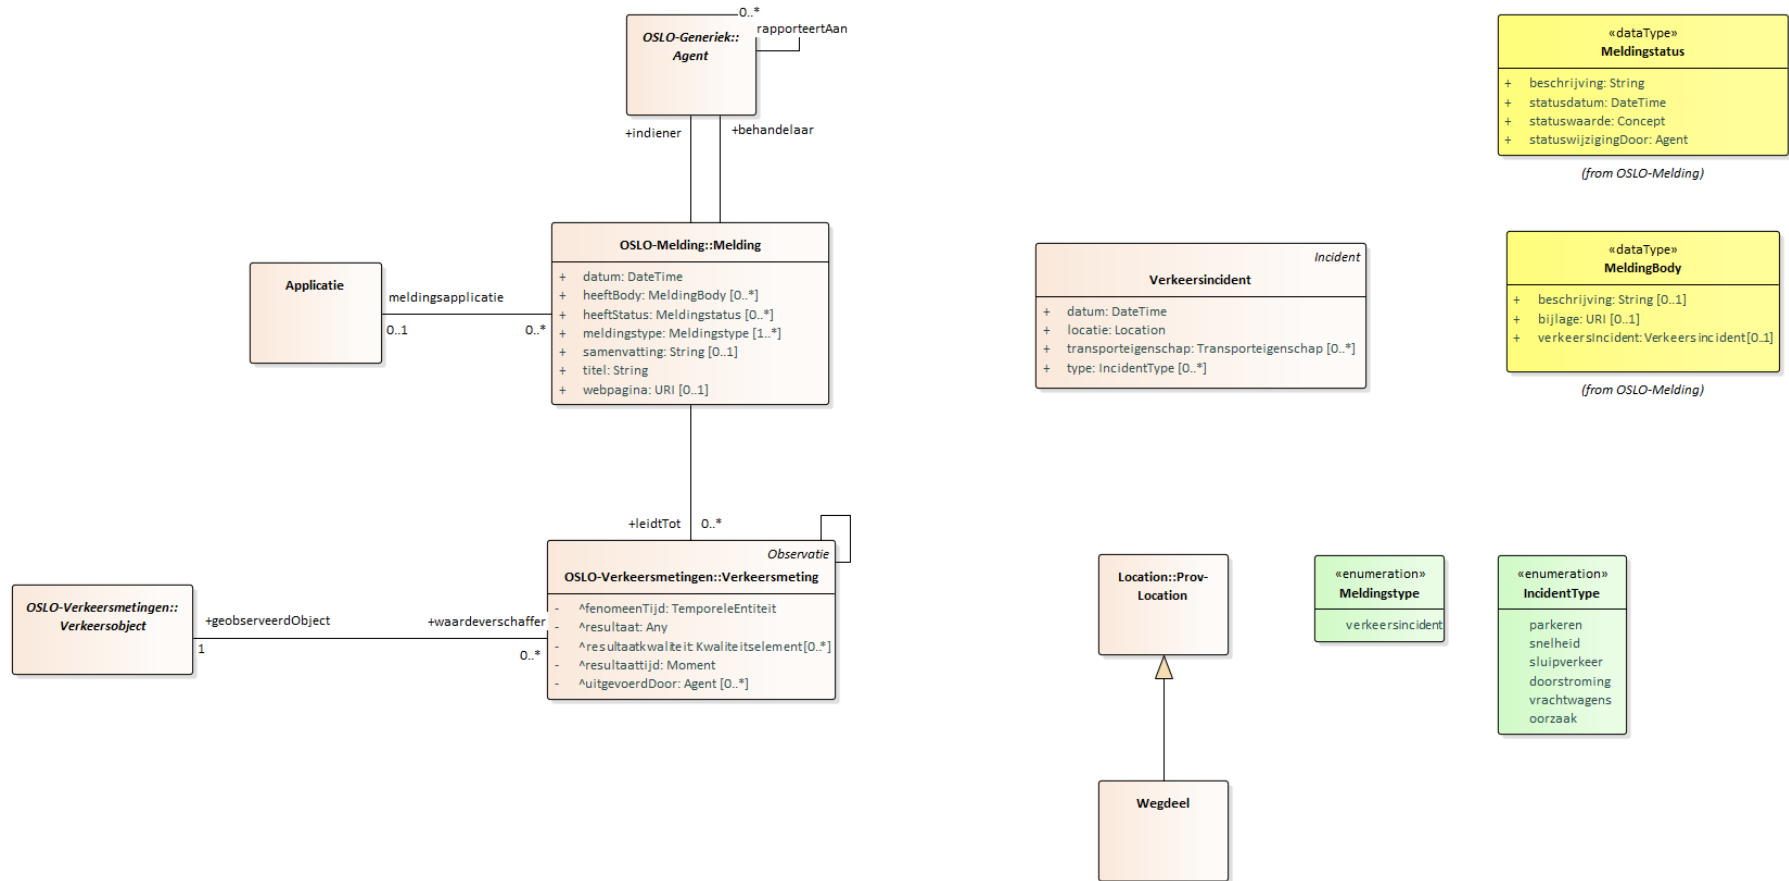 0..*
rapporteertAan
OSLO-Generiek::
Agent
+indiener
+behandelaar
OSLO-Melding::Melding
+ datum: DateTime
+ heeftBody: MeldingBody [0..*]
+ heeftStatus: Meldingstatus [0..*]
+ meldingstype: Meldingstype [1..*]
+ samenvatting: String [0..1]
+ titel: String
+ webpagina: URI [0..1]
Applicatie
meldingsapplicatie
0..1
0..*
+leidtTot
0..*
Observatie
OSLO-Verkeersmetingen::Verkeersmeting
- ^fenomeenTijd: TemporeleEntiteit
- ^resultaat: Any
- ^resultaatkwaliteit: Kwaliteitselement[0..*]
- ^resultaattijd: Moment
- ^uitgevoerdDoor: Agent [0..*]
OSLO-Verkeersmetingen::
Verkeersobject
+geobserveerdObject
1
+waardeverschaffer
0..*
Incident
Verkeersincident
+ datum: DateTime
+ locatie: Location
+ transporteigenschap: Transporteigenschap [0..*]
+ type: IncidentType [0..*]
«dataType»
Meldingstatus
+ beschrijving: String
+ statusdatum: DateTime
+ statuswaarde: Concept
+ statuswijzigingDoor: Agent
(from OSLO-Melding)
«dataType»
MeldingBody
+ beschrijving: String [0..1]
+ bijlage: URI [0..1]
+ verkeersIncident: Verkeersincident[0..1]
(from OSLO-Melding)
Location::Prov-
Location
Wegdeel
«enumeration»
Meldingstype
verkeersincident
«enumeration»
IncidentType
parkeren
snelheid
sluipverkeer
doorstroming
vrachtwagens
oorzaak